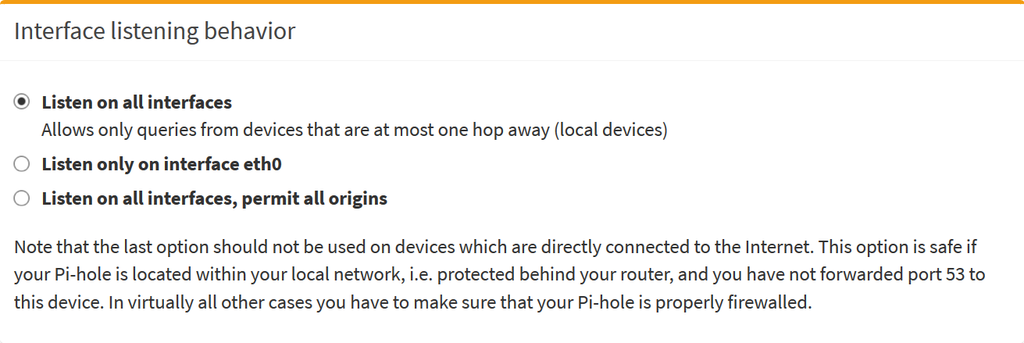 Interface listening behavior
Listen on all interfaces
Allows only queries from devices that are at most one hop away (local devices)
Listen only on interface eth0
Listen on all interfaces, permit all origins
Note that the last option should not be used on devices which are directly connected to the Internet. This option is safe if
your Pi-hole is located within your local network, i.e. protected behind your router, and you have not forwarded port 53 to
this device. In virtually all other cases you have to make sure that your Pi-hole is properly firewalled.